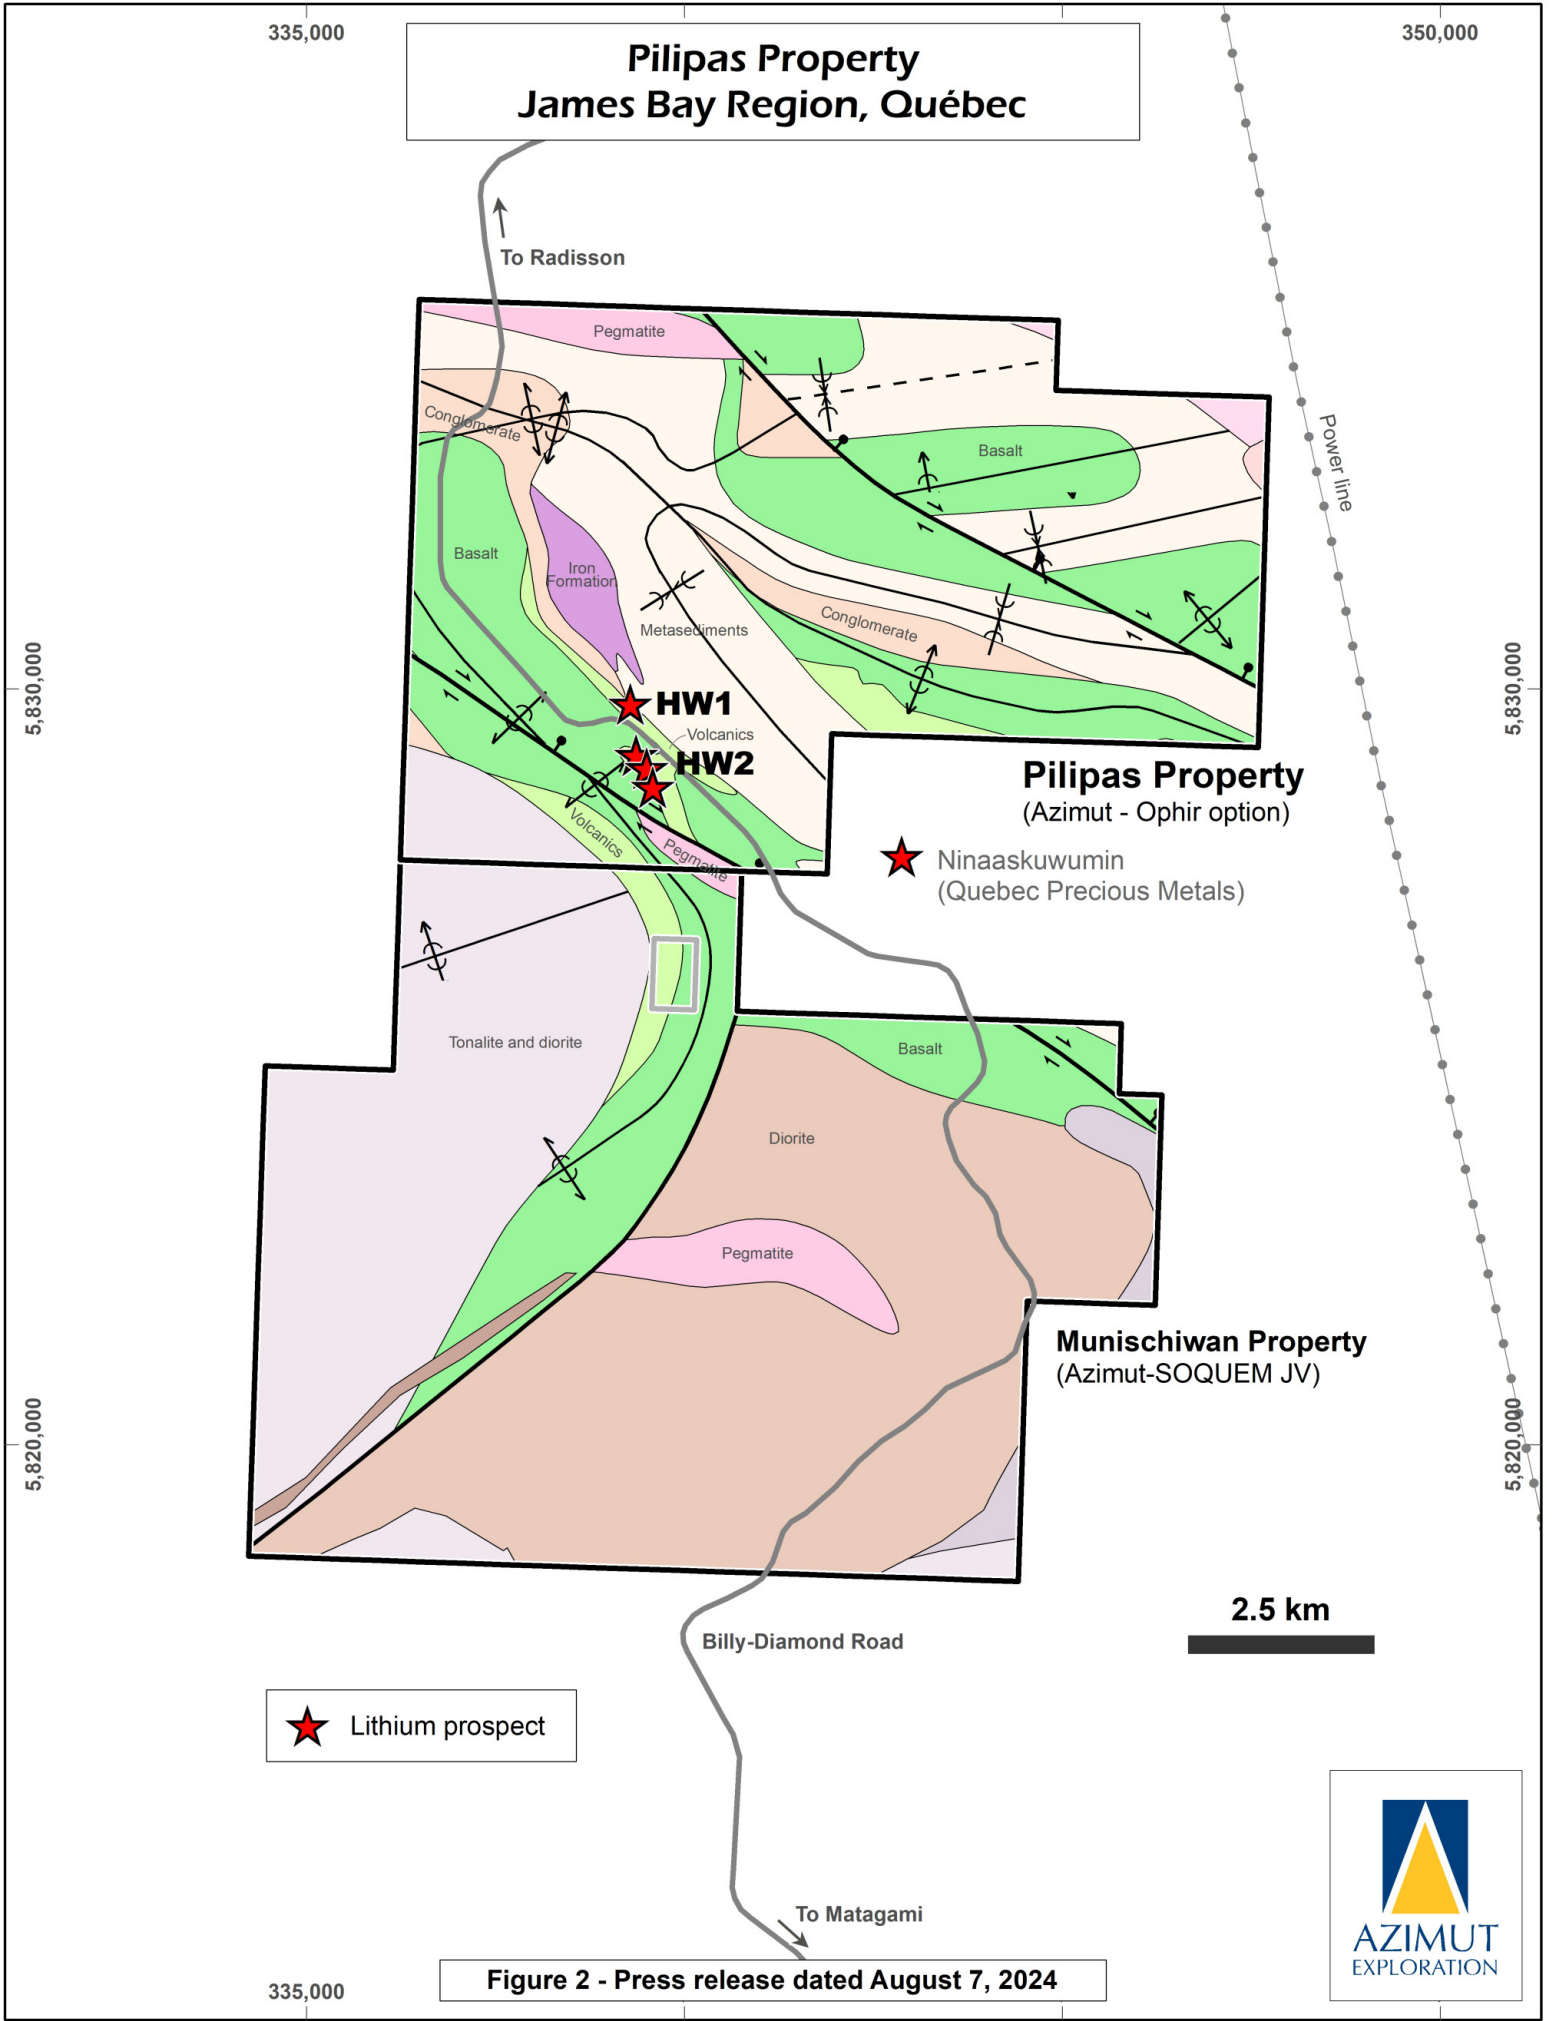 335,000
350,000
Pilipas Property
James Bay Region, Québec
To Radisson
Pegmatite
Conglomerate
Basalt
Power line
Basalt
Iron
Formation
Metasediments
Conglomerate
5,830,000
5,830,000
HW1
Volcanics
HW2
Pilipas Property
(Azimut - Ophir option)
Volcanics
Pegmatite
Ninaaskuwumin
(Quebec Precious Metals)
Tonalite and diorite
Basalt
Diorite
Pegmatite
Munischiwan Property
(Azimut-SOQUEM JV)
5,820,000
5,820,000
2.5 km
Billy-Diamond Road
Lithium prospect
To Matagami
AZIMUT
EXPLORATION
Figure 2 - Press release dated August 7, 2024
335,000